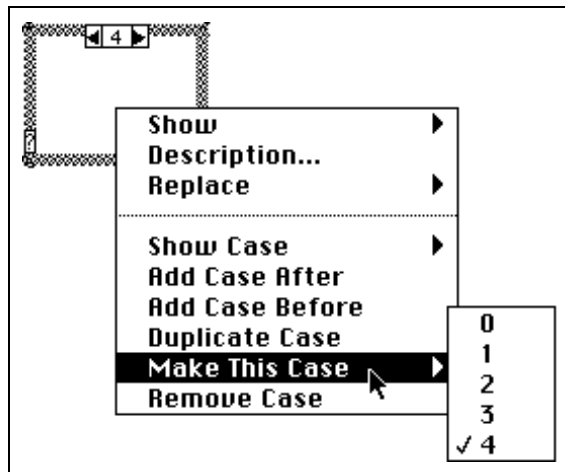 4
?
Show
Description...
Replace
Show Case
Add Case After
Add Case Before
Duplicate Case
Make This Case
Remove Case
0
1
2
3
✓ 4